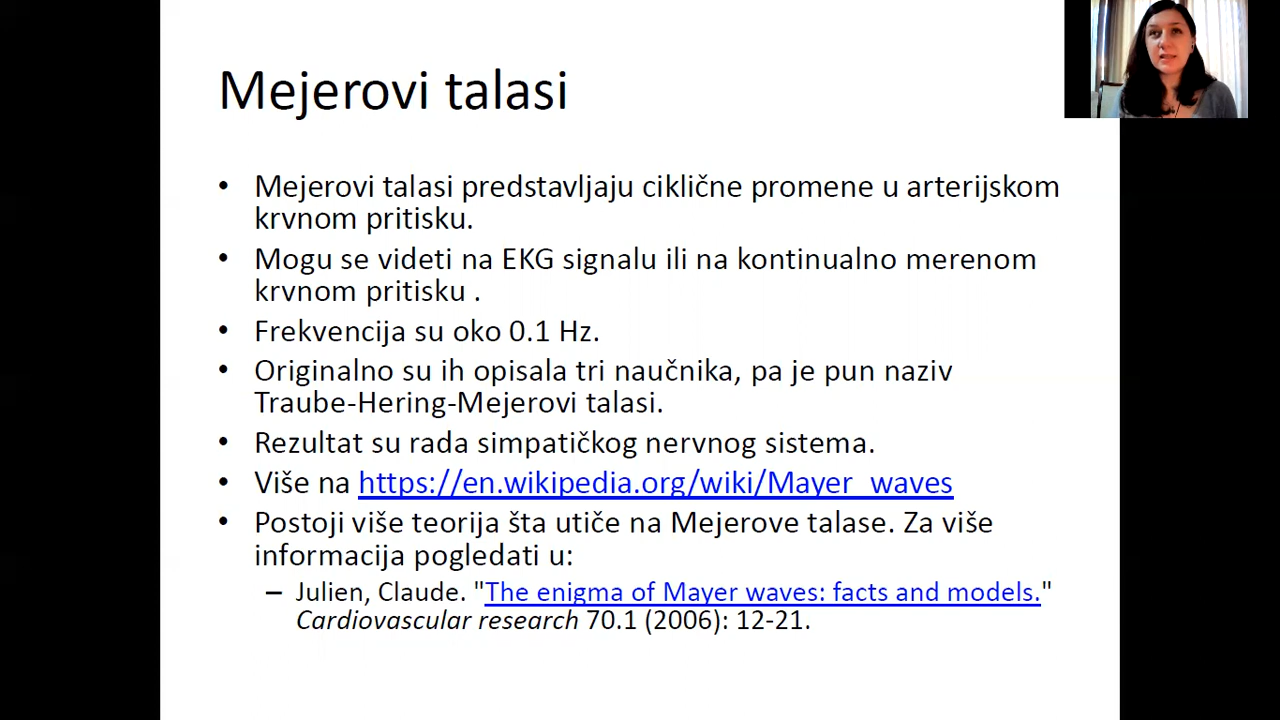 Mejerovi talasi
• Mejerovi talasi predstavljaju ciklične promene u arterijskom
krvnom pritisku.
• Mogu se videti na EKG signalu ili na kontinualno merenom
krvnom pritisku .
• Frekvencija su oko 0.1 Hz.
• Originalno su ih opisala tri naučnika, pa je pun naziv
Traube-Hering-Mejerovi talasi.
• Rezultat su rada simpatičkog nervnog sistema.
• Više na https://en.wikipedia.org/wiki/Mayer_waves
• Postoji više teorija šta utiče na Mejerove talase. Za više
informacija pogledati u:
– Julien, Claude. "The enigma of Mayer waves: facts and models."
Cardiovascular research 70.1 (2006): 12-21.